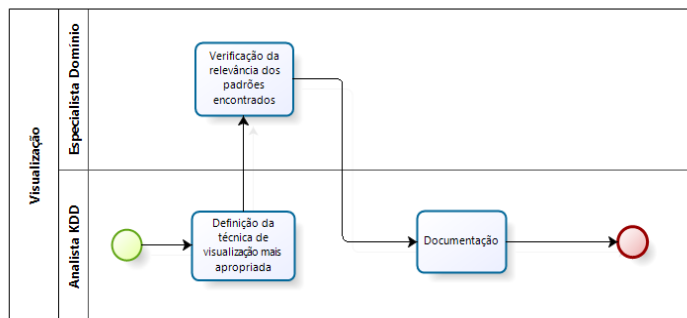 Visualização
Especialista Domínio
Verificação da
relevância dos
padrões
encontrados
Analista KDD
Definição da
técnica de
visualização mais
apropriada
Documentação